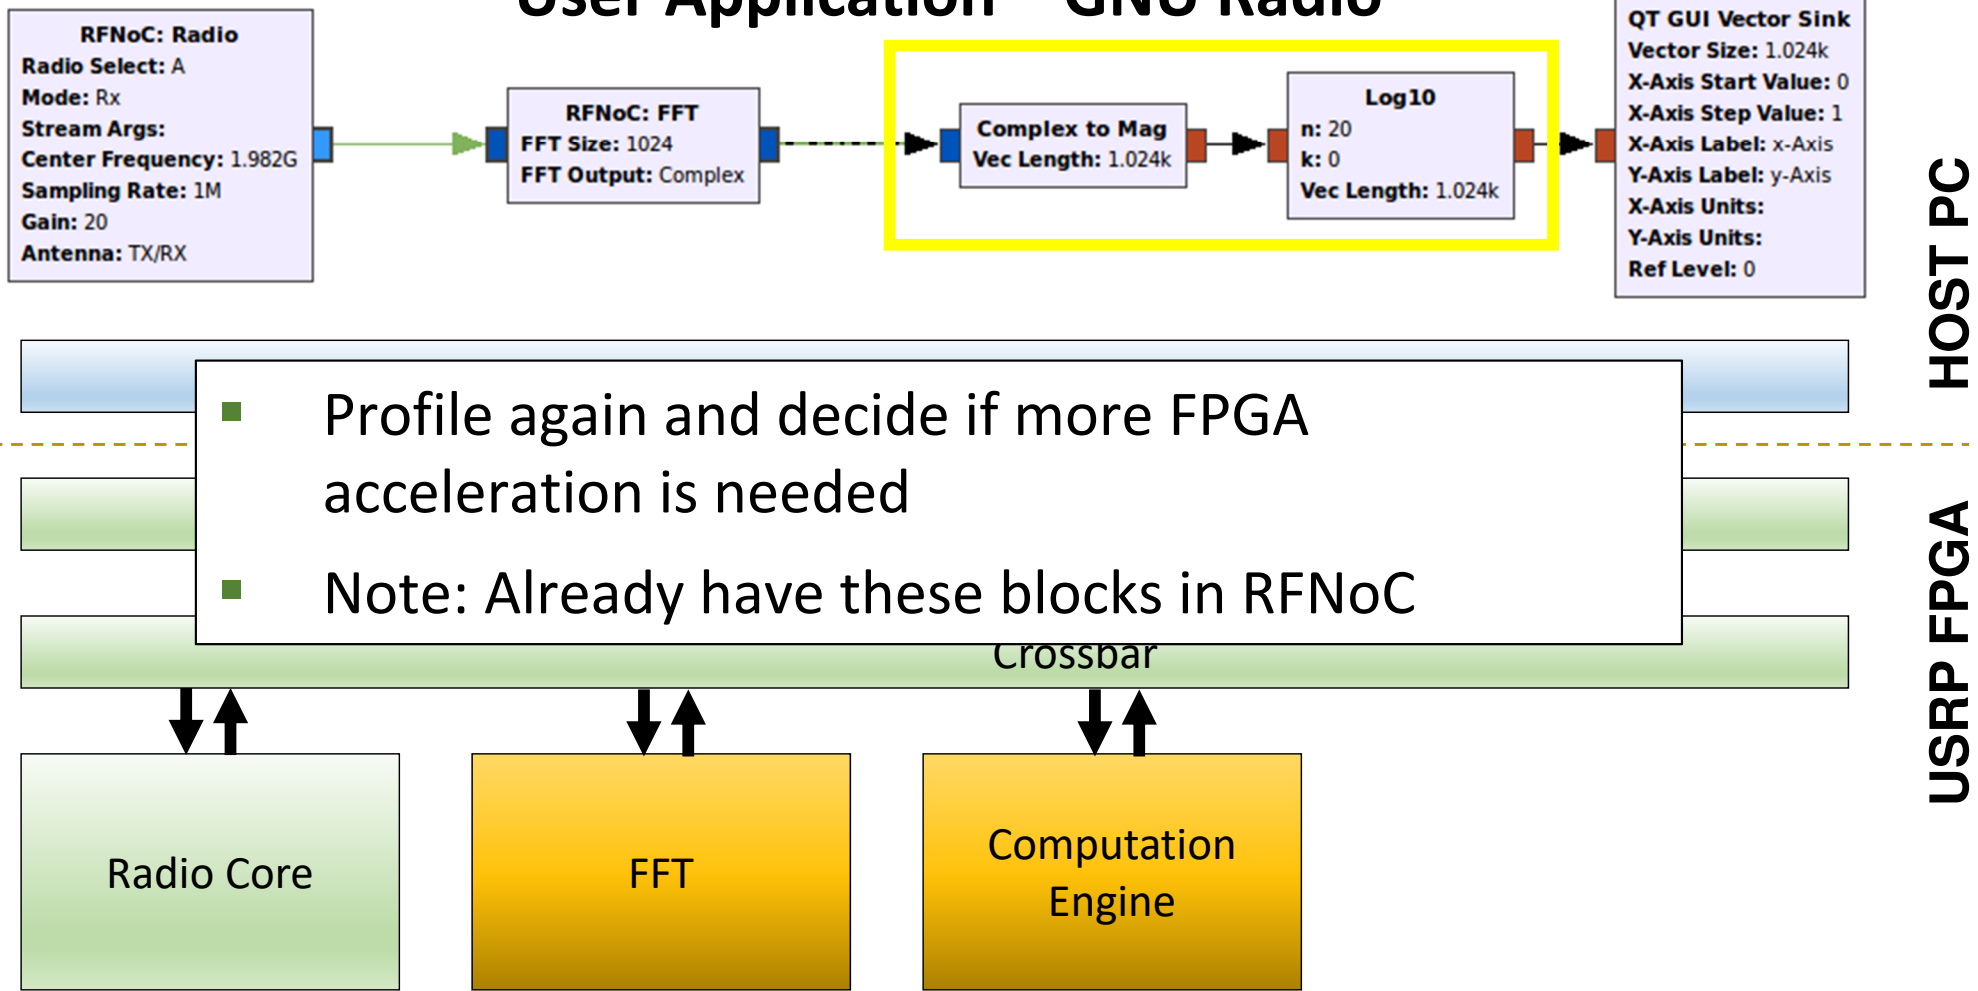 User Application – GNU Radio
RFNoC: Radio
Radio Select: A
Mode: Rx
Stream Args:
Center Frequency: 1.982G
Sampling Rate: 1M
Gain: 20
Antenna: TX/RX
RFNoC: FFT
FFT Size: 1024
FFT Output: Complex
Complex to Mag
Vec Length: 1.024k
Log10
n: 20
k: 0
Vec Length: 1.024k
QT GUI Vector Sink
Vector Size: 1.024k
X-Axis Start Value: 0
X-Axis Step Value: 1
X-Axis Label: x-Axis
Y-Axis Label: y-Axis
X-Axis Units:
Y-Axis Units:
Ref Level: 0
HOST PC
Profile again and decide if more FPGA
acceleration is needed
Note: Already have these blocks in RFNoC
Crossbar
USRP FPGA
Radio Core
FFT
Computation
Engine